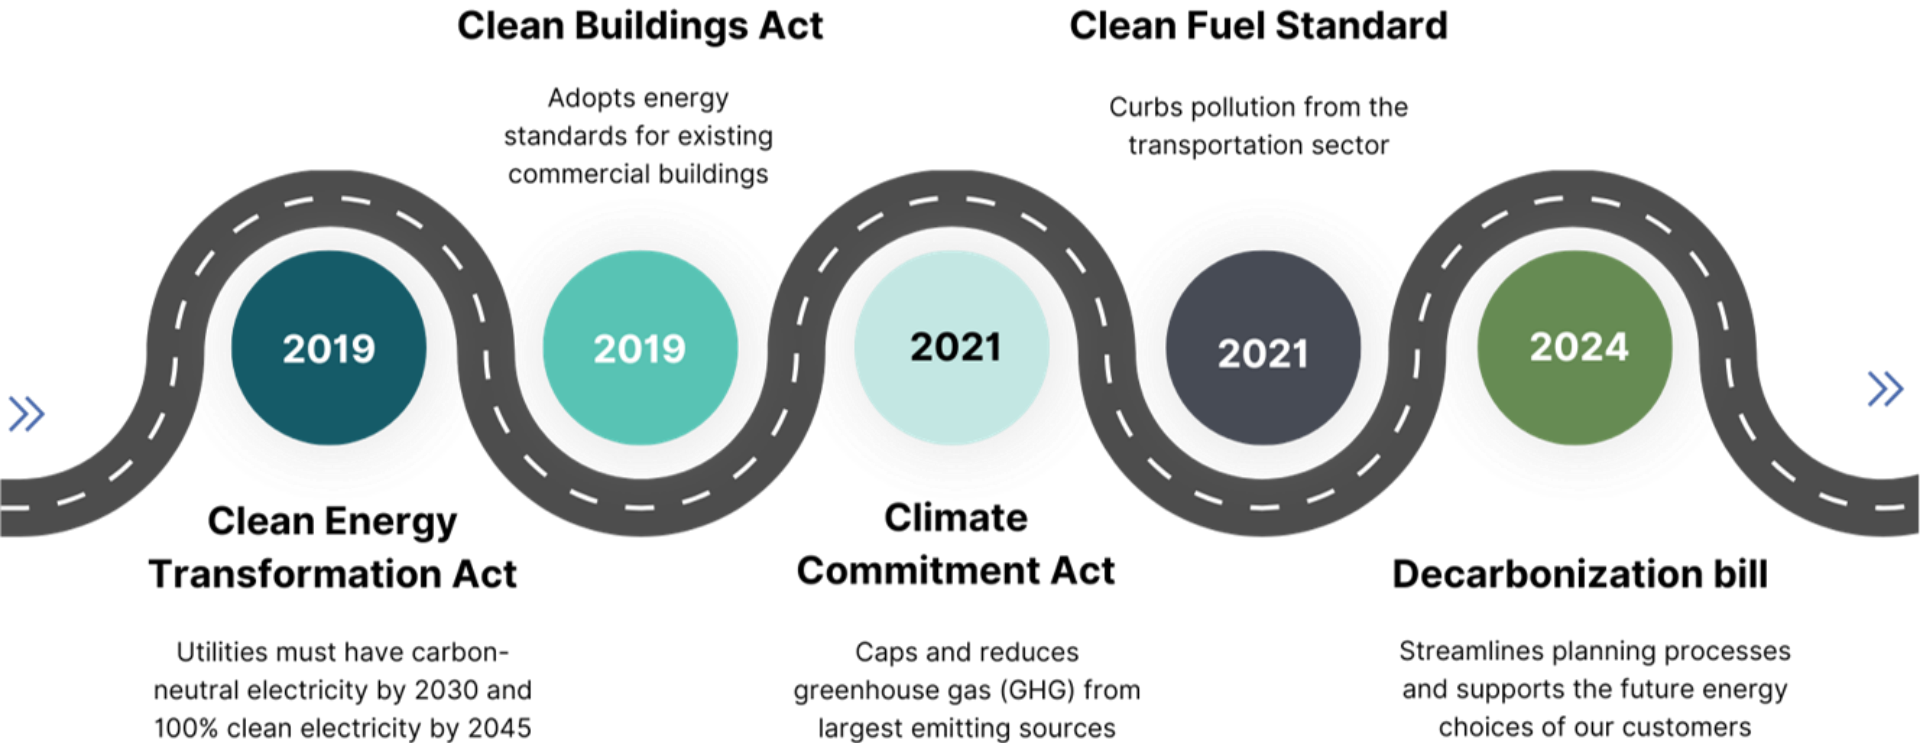 Clean Buildings Act
Adopts energy
standards for existing
commercial buildings
Clean Fuel Standard
Curbs pollution from the
transportation sector
2019
2019
2021
2021
2024
Clean Energy
Transformation Act
Utilities must have carbon-
neutral electricity by 2030 and
100% clean electricity by 2045
Climate
Commitment Act
Caps and reduces
greenhouse gas (GHG) from
largest emitting sources
Decarbonization bill
Streamlines planning processes
and supports the future energy
choices of our customers